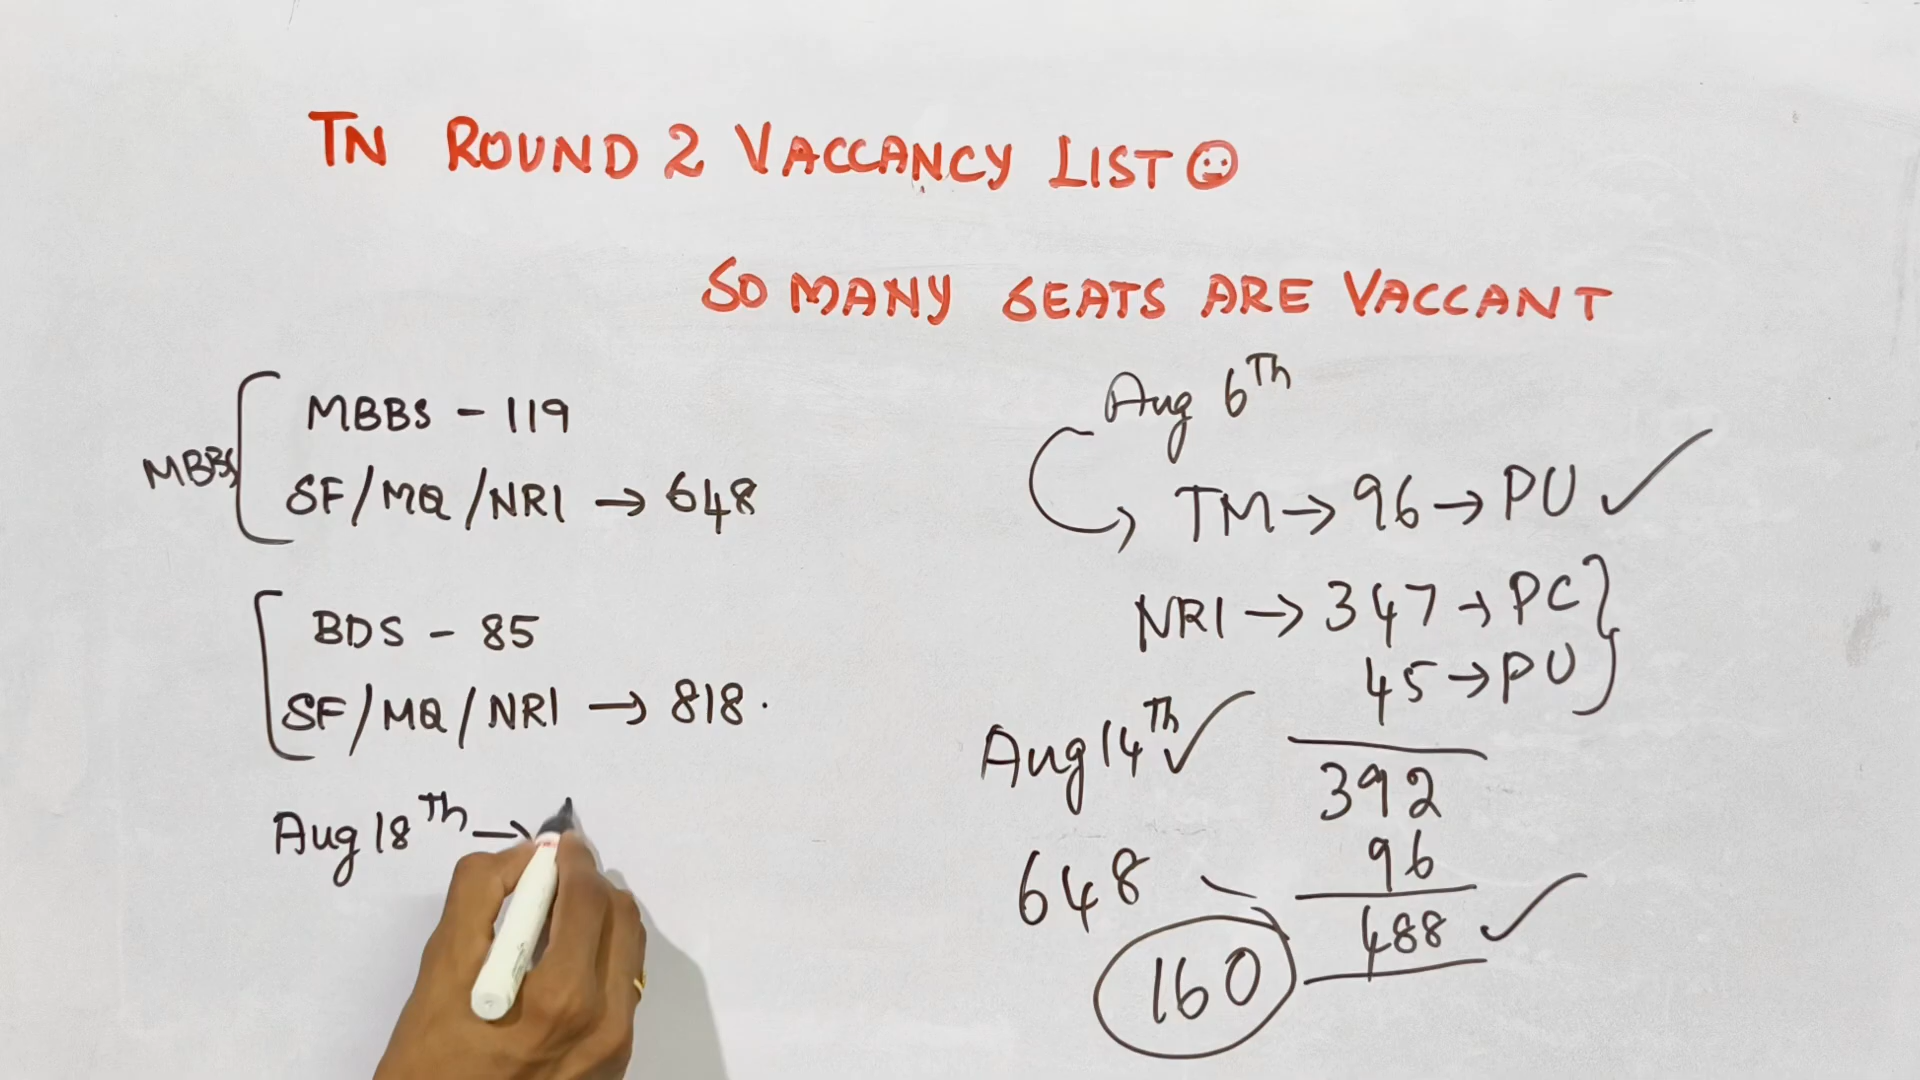 TN ROUND 2 VACCANCY LIST
SO MANY SEATS ARE VACCANT
MBBS
MBBS - 119
SF/MQ/NRI → 648
BDS - 85
SF/MQ/NRI → 818.
Aug 18Th →
Aug 6Th
TM → 96 → PU ✓
NRI → 347 → PC
45 → PU
Aug 14Th ✓
392
96
488 ✓
648
160